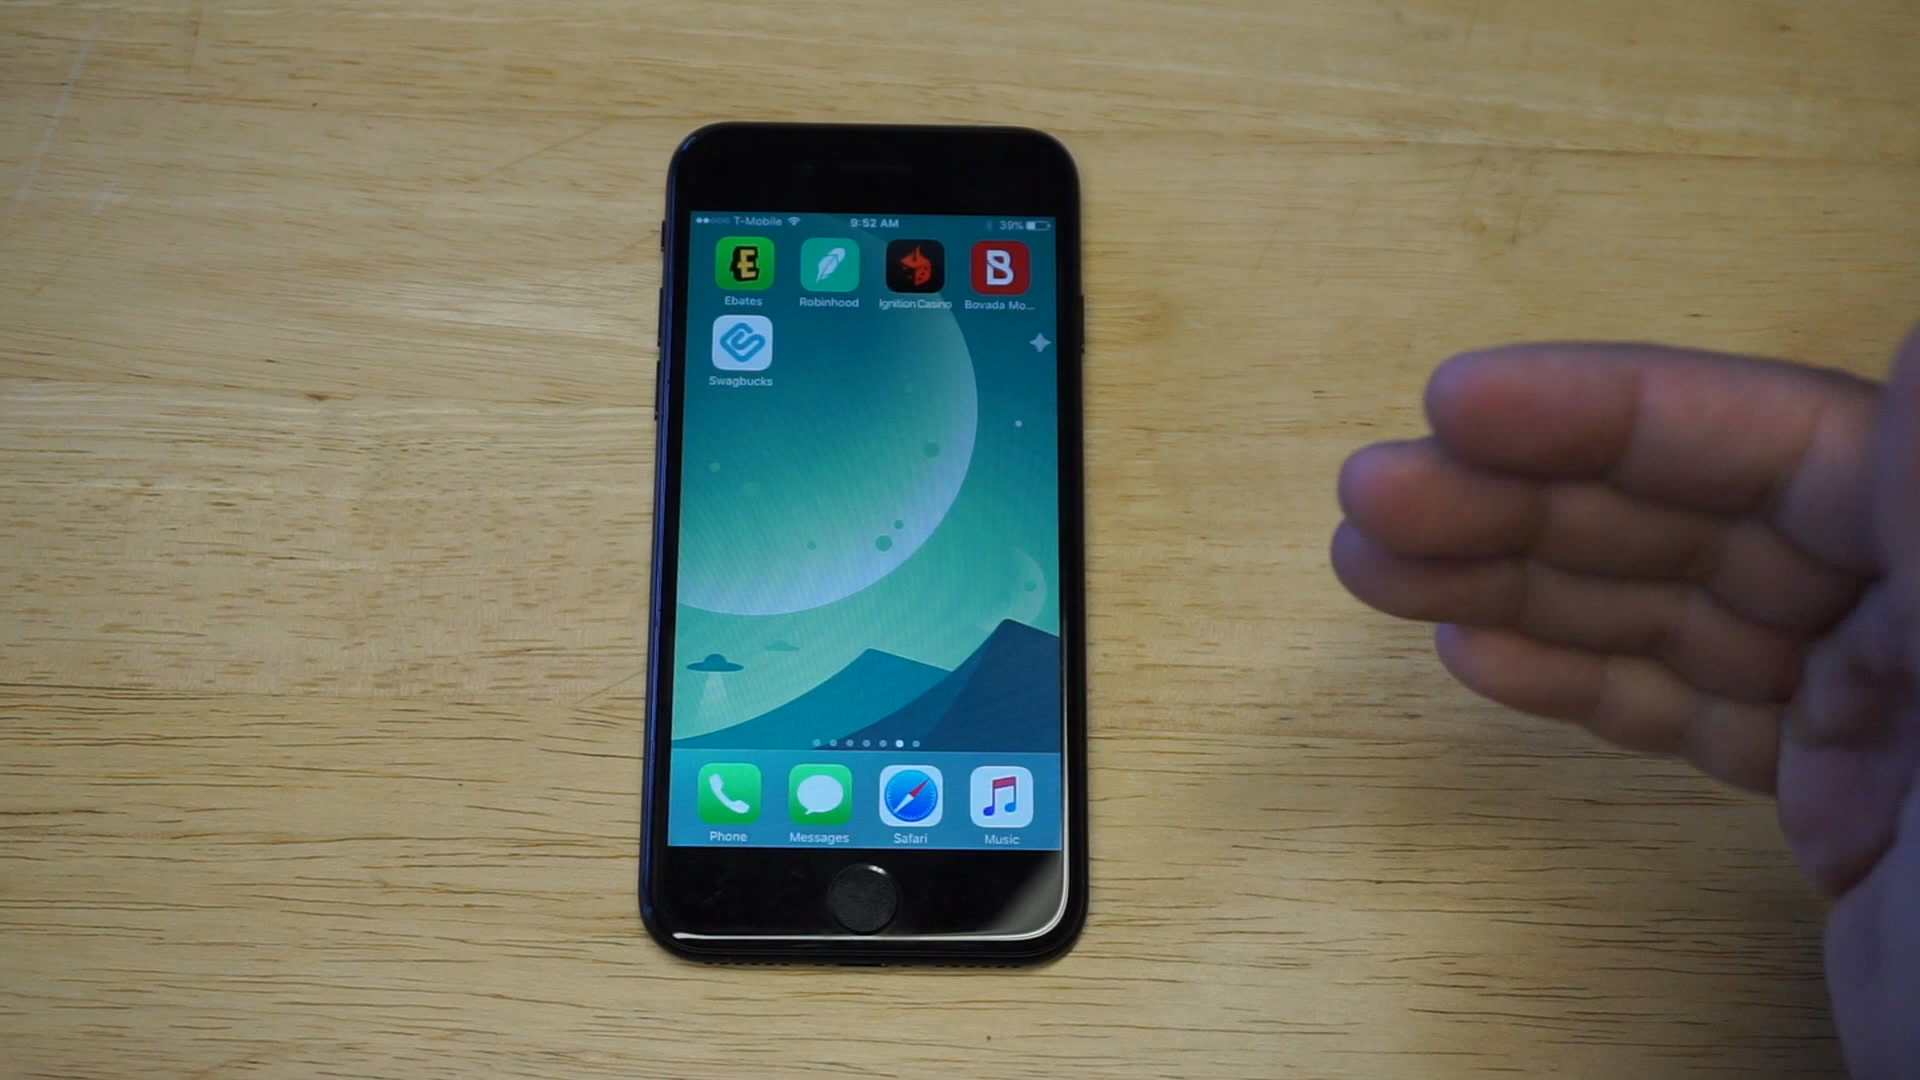 T-Mobile 9:52 AM 39%
E
B
Ebates Robinhood Ignition Casino Bovada Mo...
Swagbucks
Phone Messages Safari Music